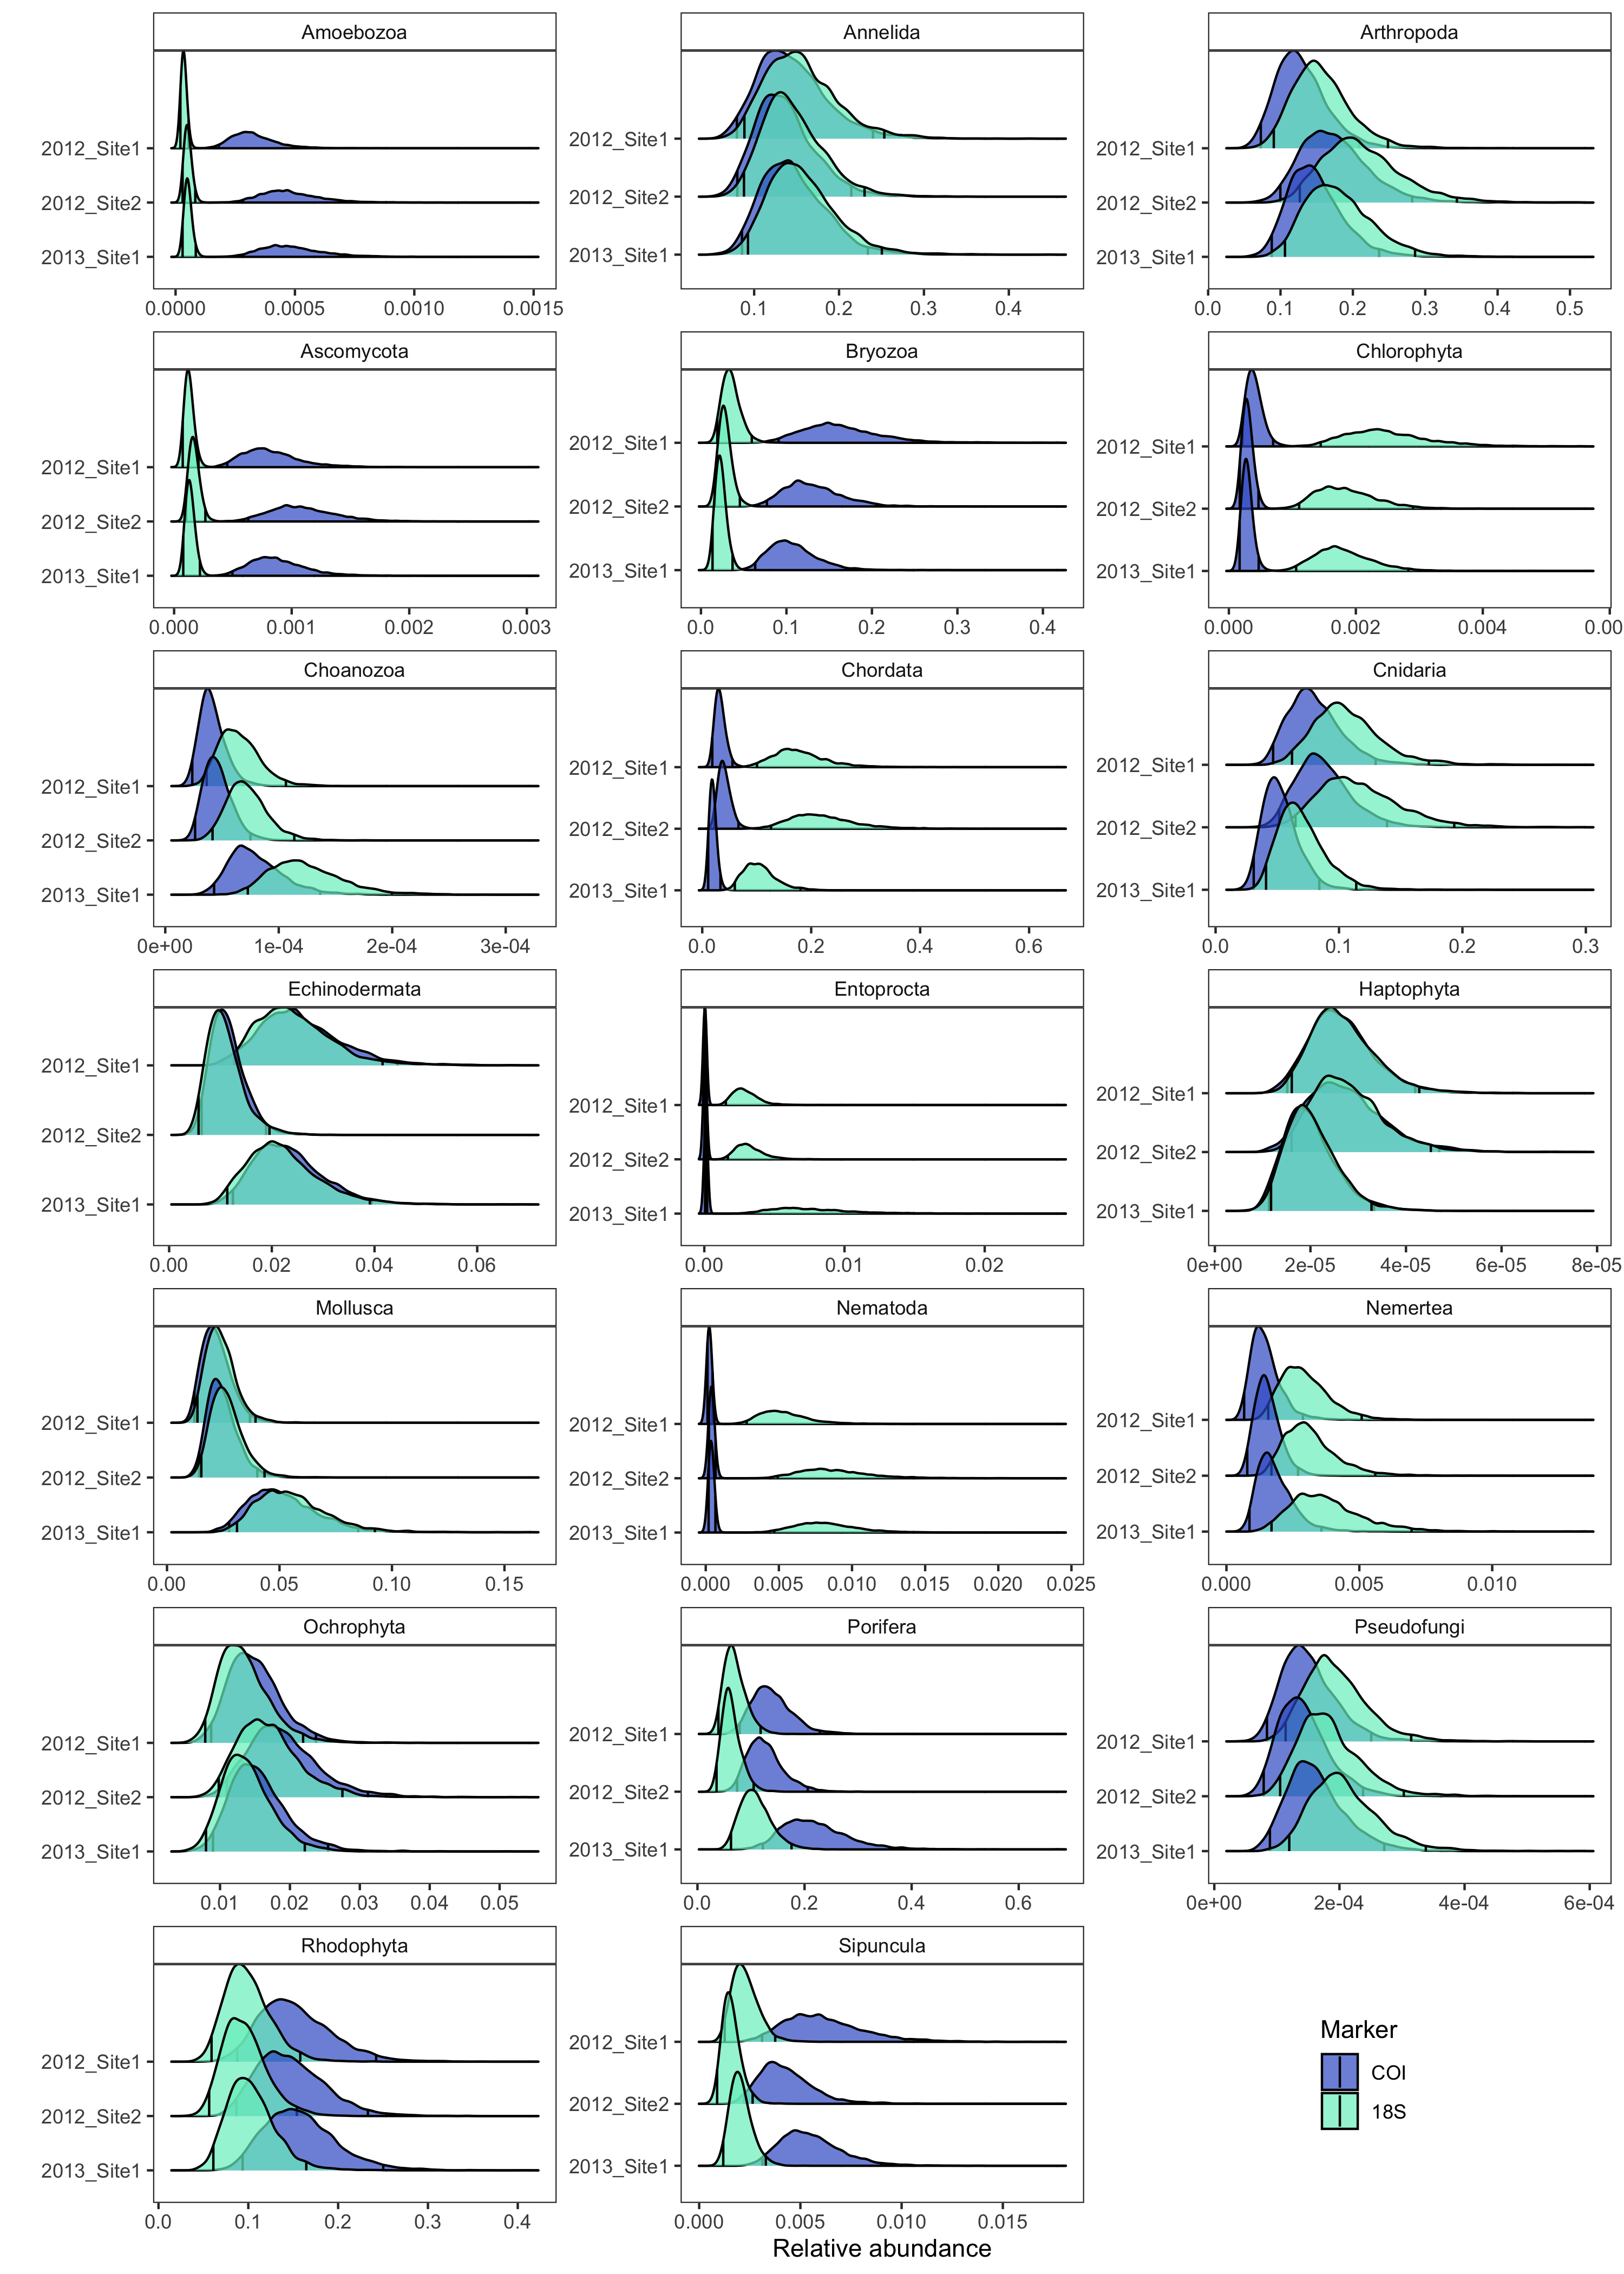 Amoebozoa
Annelida
Arthropoda
2012_Site1
2012_Site2
2013_Site1
0.0000 0.0005 0.0010 0.0015
2012_Site1
2012_Site2
2013_Site1
0.1 0.2 0.3 0.4
2012_Site1
2012_Site2
2013_Site1
0.0 0.1 0.2 0.3 0.4 0.5
Ascomycota
Bryozoa
Chlorophyta
2012_Site1
2012_Site2
2013_Site1
0.000 0.001 0.002 0.003
2012_Site1
2012_Site2
2013_Site1
0.0 0.1 0.2 0.3 0.4
2012_Site1
2012_Site2
2013_Site1
0.000 0.002 0.004 0.00
Choanozoa
Chordata
Cnidaria
2012_Site1
2012_Site2
2013_Site1
0e+00 1e-04 2e-04 3e-04
2012_Site1
2012_Site2
2013_Site1
0.0 0.2 0.4 0.6
2012_Site1
2012_Site2
2013_Site1
0.0 0.1 0.2 0.3
Echinodermata
Entoprocta
Haptophyta
2012_Site1
2012_Site2
2013_Site1
0.00 0.02 0.04 0.06
2012_Site1
2012_Site2
2013_Site1
0.00 0.01 0.02
2012_Site1
2012_Site2
2013_Site1
0e+00 2e-05 4e-05 6e-05 8e-05
Mollusca
Nematoda
Nemertea
2012_Site1
2012_Site2
2013_Site1
0.00 0.05 0.10 0.15
2012_Site1
2012_Site2
2013_Site1
0.000 0.005 0.010 0.015 0.020 0.025
2012_Site1
2012_Site2
2013_Site1
0.000 0.005 0.010
Ochrophyta
Porifera
Pseudofungi
2012_Site1
2012_Site2
2013_Site1
0.01 0.02 0.03 0.04 0.05
2012_Site1
2012_Site2
2013_Site1
0.0 0.2 0.4 0.6
2012_Site1
2012_Site2
2013_Site1
0e+00 2e-04 4e-04 6e-04
Rhodophyta
Sipuncula
2012_Site1
2012_Site2
2013_Site1
0.0 0.1 0.2 0.3 0.4
2012_Site1
2012_Site2
2013_Site1
0.000 0.005 0.010 0.015
Marker
COI
18S
Relative abundance